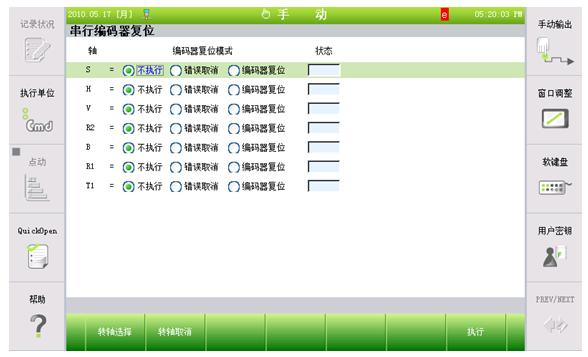 2010.05.17 [月] 手 动 e 05:20:03 PM
串行编码器复位
记录状况
执行单位
Cmd
点动
QuickOpen
帮助
轴 编码器复位模式 状态
S = 不执行 错误取消 编码器复位
H = 不执行 错误取消 编码器复位
V = 不执行 错误取消 编码器复位
R2 = 不执行 错误取消 编码器复位
B = 不执行 错误取消 编码器复位
R1 = 不执行 错误取消 编码器复位
T1 = 不执行 错误取消 编码器复位
手动输出
窗口调整
软键盘
用户密钥
PREV/NEXT
转轴选择 转轴取消 执行